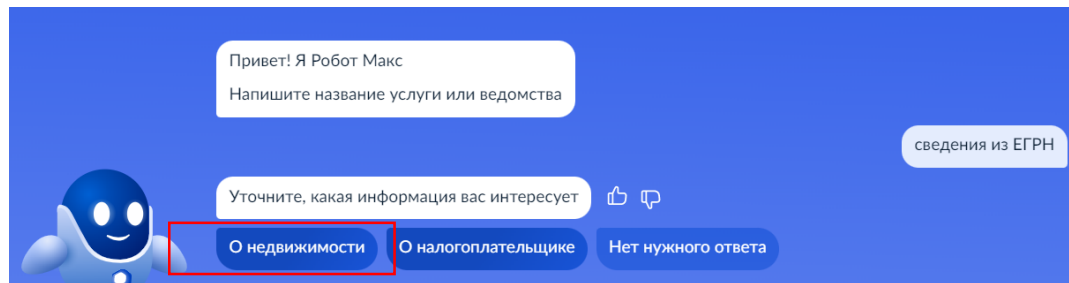 Привет! Я Робот Макс
Напишите название услуги или ведомства
сведения из ЕГРН
Уточните, какая информация вас интересует
О недвижимости
О налогоплательщике
Нет нужного ответа